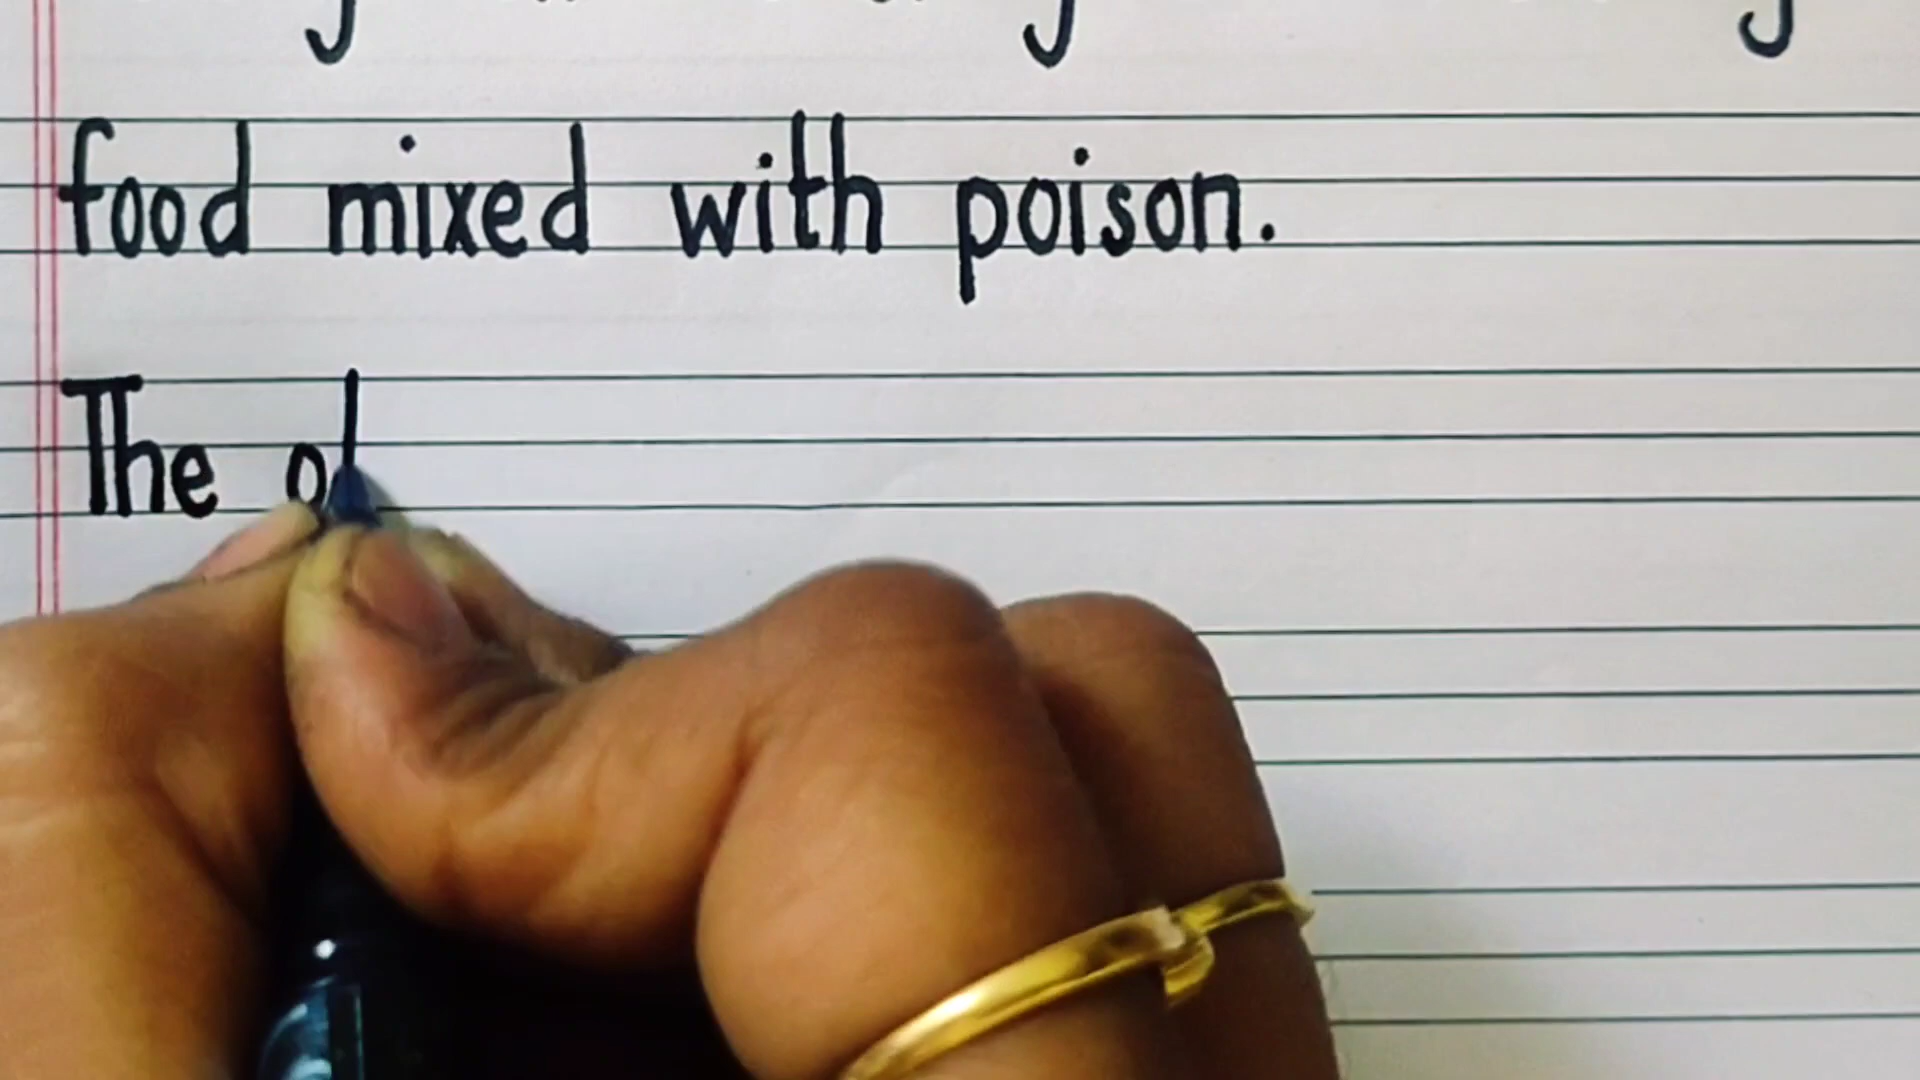 food mixed with poison.
The